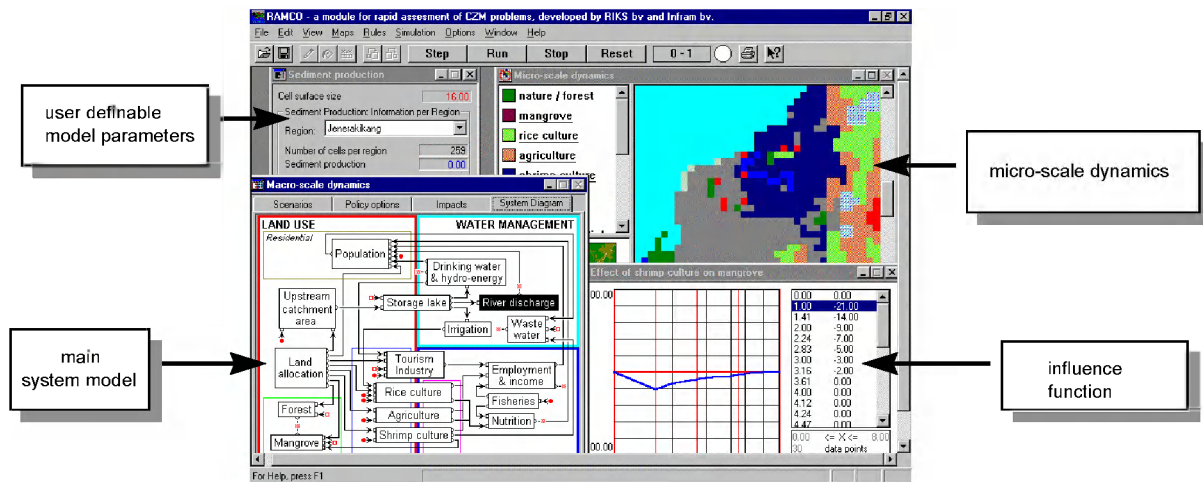 RAMCO - a module for rapid assesment of CZM problems, developed by RIKS bv and Infram bv.
File Edit View Maps Rules Simulation Options Window Help
Step Run Stop Reset 0 - 1
user definable
model parameters
Sediment production
Cell surface size 16.00
Sediment Production: Information per Region
Region: Jenerakikang
Number of cells per region 259
Sediment production 0.00
Micro-scale dynamics
nature / forest
mangrove
rice culture
agriculture
shrimp culture
micro-scale dynamics
Macro-scale dynamics
Scenarios Policy options Impacts System Diagram
LAND USE
WATER MANAGEMENT
Residential
Population
Drinking water
& hydro-energy
Upstream
catchment
area
Storage lake
River discharge
Irrigation
Waste
water
Land
allocation
Tourism
Industry
Employment
& income
Rice culture
Fisheries
Forest
Agriculture
Nutrition
Mangrove
Shrimp culture
main
system model
Effect of shrimp culture on mangrove
00.00
00.00
0.00 0.00
1.00 -21.00
1.41 -14.00
2.00 -9.00
2.24 -7.00
2.83 -5.00
3.00 -3.00
3.16 -2.00
3.61 0.00
4.00 0.00
4.12 0.00
4.24 0.00
4.47 0.00
0.00 <= X <= 8.00
30 data points
influence
function
For Help, press F1